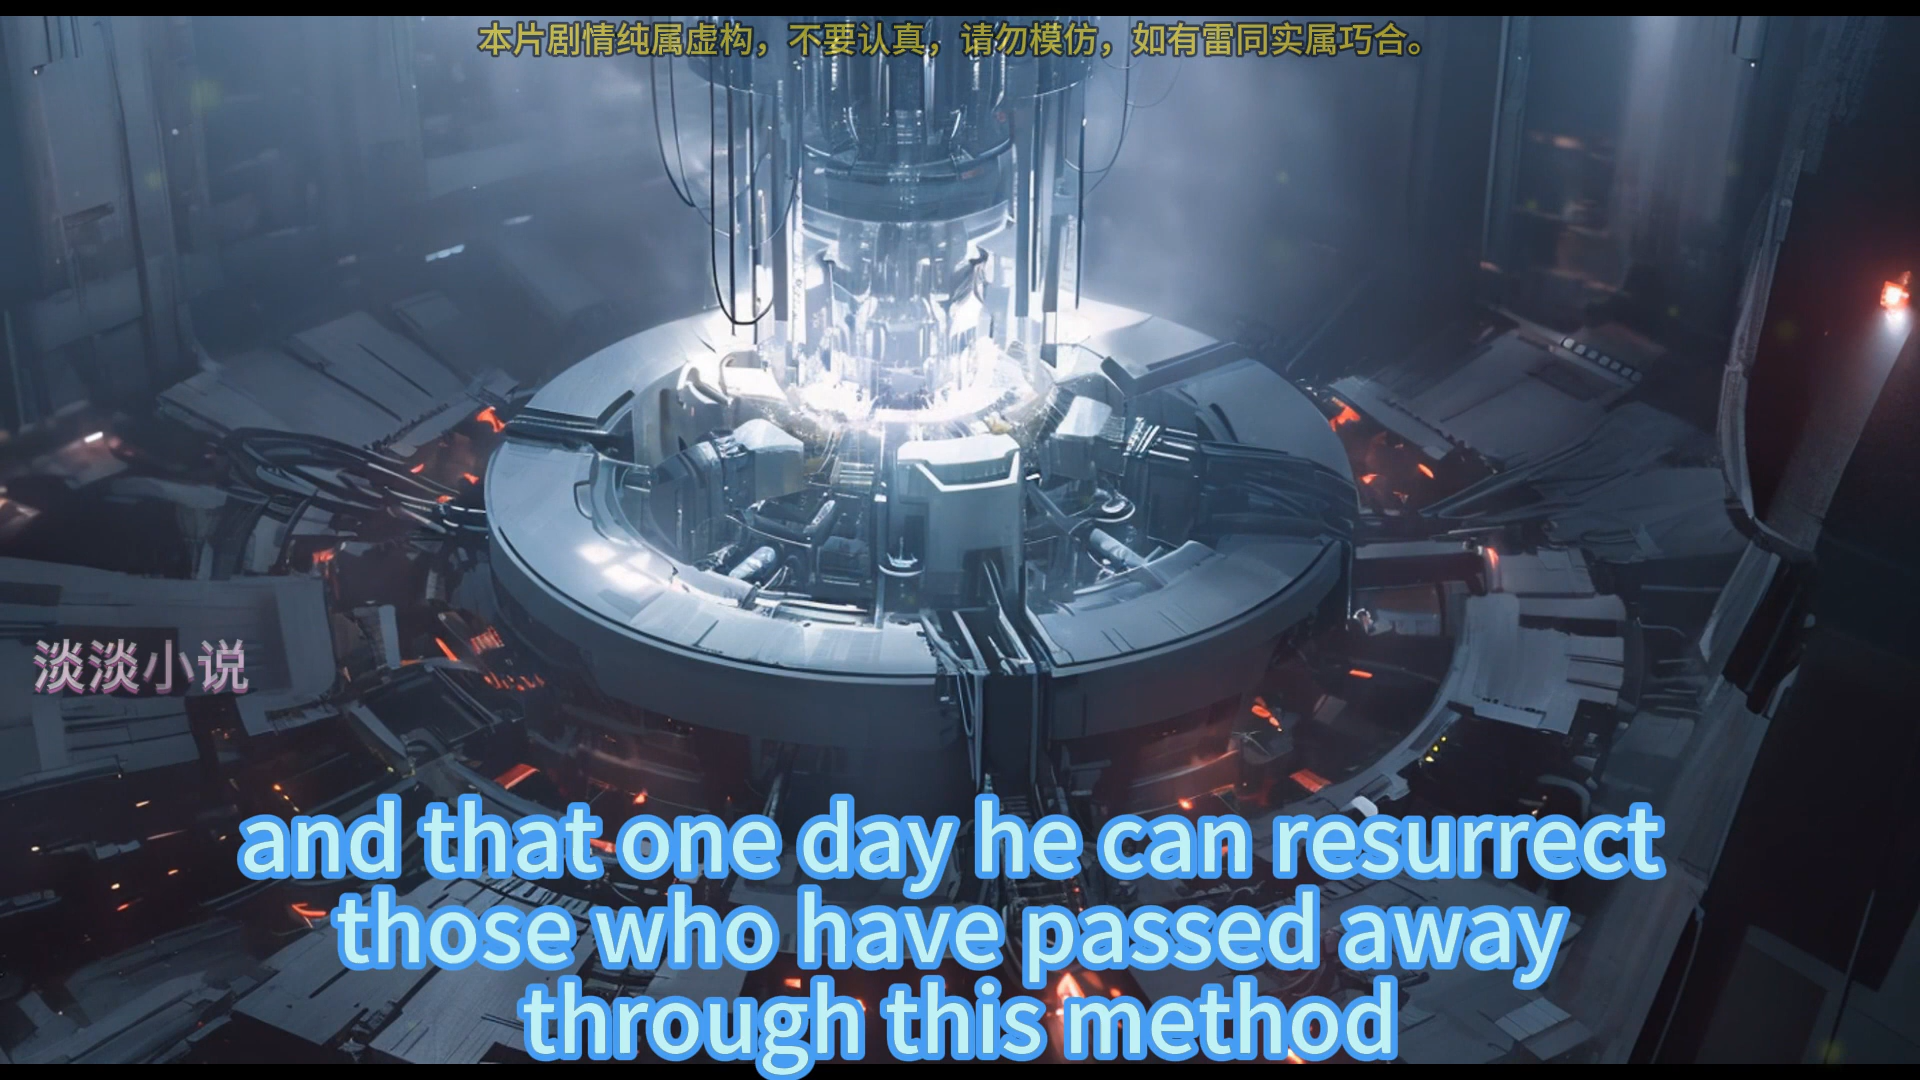 本片剧情纯属虚构，不要认真，请勿模仿，如有雷同实属巧合。
淡淡小说
and that one day he can resurrect
those who have passed away
through this method